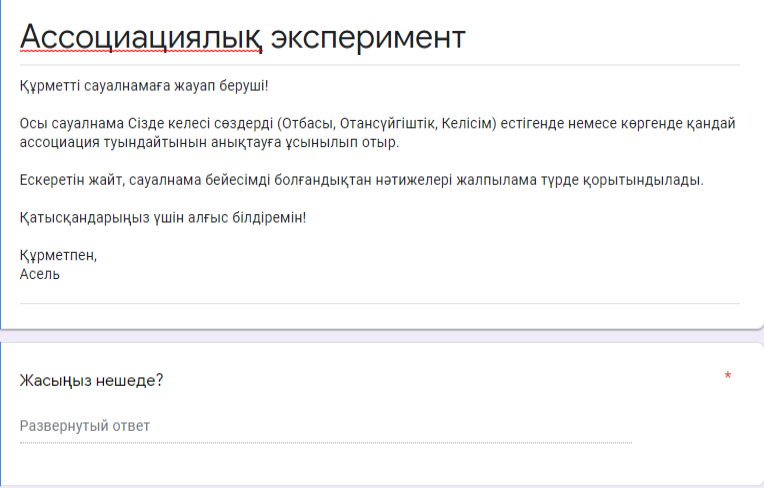 Ассоциациялық эксперимент
Құрметті сауалнамаға жауап беруші!
Осы сауалнама Сізде келесі сөздерді (Отбасы, Отансүйгіштік, Келісім) естігенде немесе көргенде қандай
ассоциация туындайтынын анықтауға ұсынылып отыр.
Ескеретін жайт, сауалнама бейесімді болғандықтан нәтижелері жалпылама түрде қорытындылады.
Қатысқандарыңыз үшін алғыс білдіремін!
Құрметпен,
Асель
Жасыңыз нешеде? *
Развернутый ответ